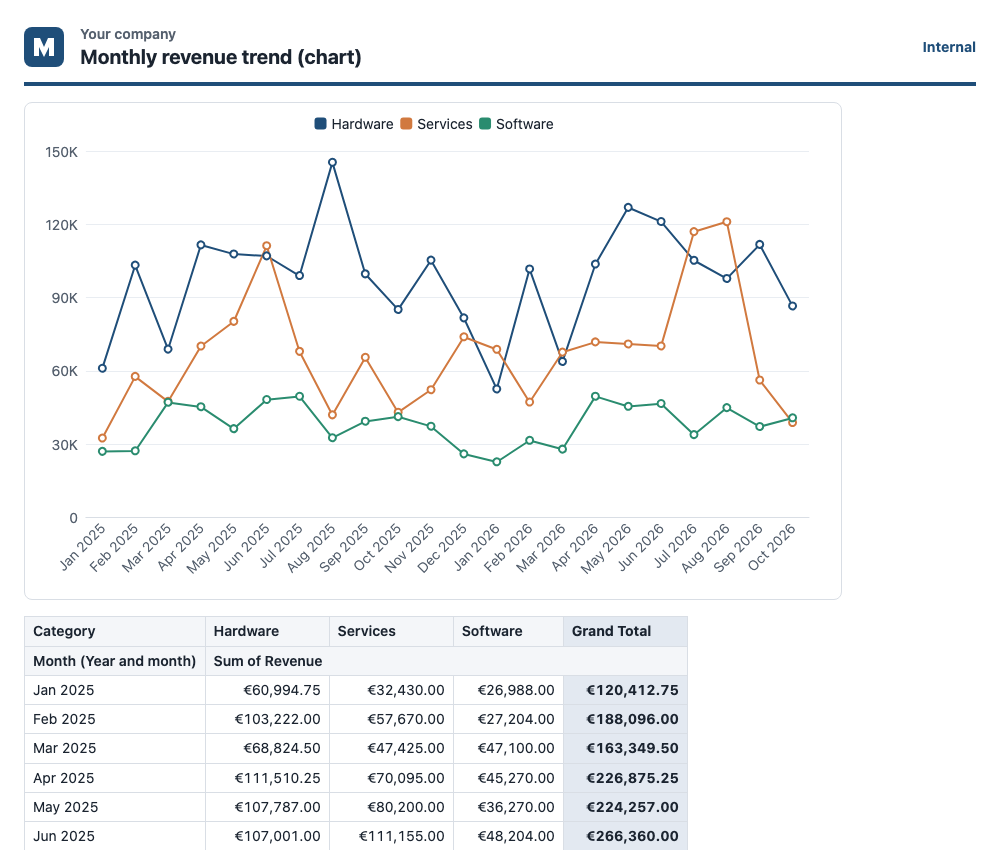 M
Your company
Monthly revenue trend (chart)
Internal
Hardware Services Software
150K
120K
90K
60K
30K
0
Jan 2025 Feb 2025 Mar 2025 Apr 2025 May 2025 Jun 2025 Jul 2025 Aug 2025 Sep 2025 Oct 2025 Nov 2025 Dec 2025 Jan 2026 Feb 2026 Mar 2026 Apr 2026 May 2026 Jun 2026 Jul 2026 Aug 2026 Sep 2026 Oct 2026
Category Hardware Services Software Grand Total
Month (Year and month) Sum of Revenue
Jan 2025 €60,994.75 €32,430.00 €26,988.00 €120,412.75
Feb 2025 €103,222.00 €57,670.00 €27,204.00 €188,096.00
Mar 2025 €68,824.50 €47,425.00 €47,100.00 €163,349.50
Apr 2025 €111,510.25 €70,095.00 €45,270.00 €226,875.25
May 2025 €107,787.00 €80,200.00 €36,270.00 €224,257.00
Jun 2025 €107,001.00 €111,155.00 €48,204.00 €266,360.00